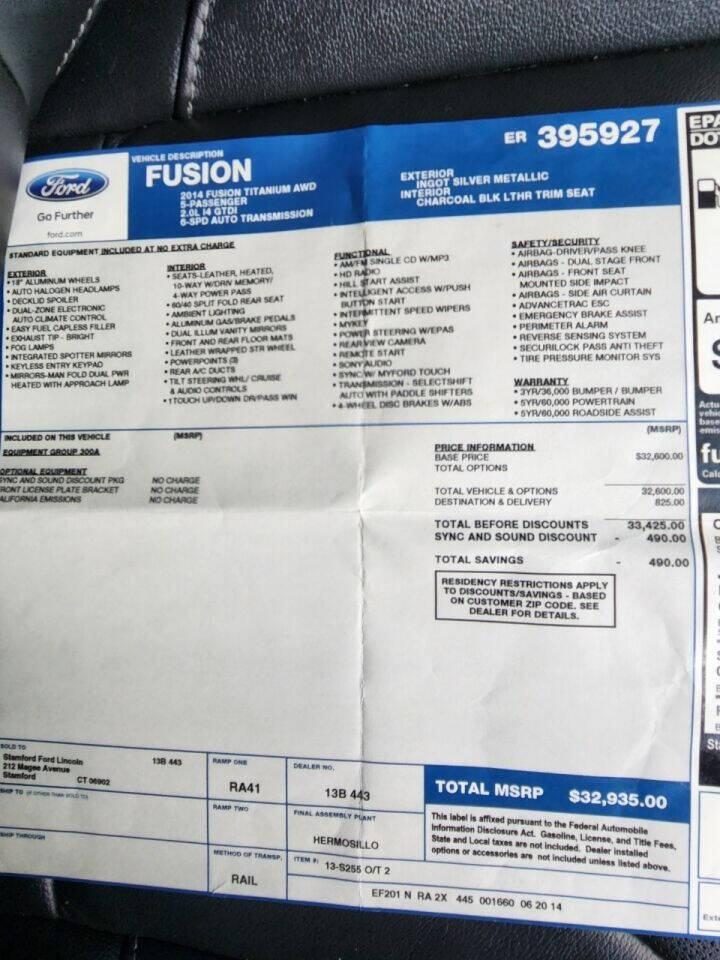 Ford
Go Further
ford.com
VEHICLE DESCRIPTION
FUSION
2014 FUSION TITANIUM AWD
5-PASSENGER
2.0L I4 GTDI
6-SPD AUTO TRANSMISSION
ER 395927
EXTERIOR
INGOT SILVER METALLIC
INTERIOR
CHARCOAL BLK LTHR TRIM SEAT
STANDARD EQUIPMENT INCLUDED AT NO EXTRA CHARGE
EXTERIOR
• 18" ALUMINUM WHEELS
• AUTO HALOGEN HEADLAMPS
• DECKLID SPOILER
• DUAL-ZONE ELECTRONIC
AUTO CLIMATE CONTROL
• EASY FUEL CAPLESS FILLER
• EXHAUST TIP - BRIGHT
• FOG LAMPS
• INTEGRATED SPOTTER MIRRORS
• KEYLESS ENTRY KEYPAD
• MIRRORS-MAN FOLD DUAL PWR
HEATED WITH APPROACH LAMP
INTERIOR
• SEATS-LEATHER, HEATED,
10-WAY W/DRIV MEMORY/
4-WAY POWER PASS
• 60/40 SPLIT FOLD REAR SEAT
• AMBIENT LIGHTING
• ALUMINUM GAS/BRAKE PEDALS
• DUAL ILLUM VANITY MIRRORS
• FRONT AND REAR FLOOR MATS
• LEATHER WRAPPED STR WHEEL
• POWERPOINTS (3)
• REAR A/C DUCTS
• TILT STEERING WHL/ CRUISE
& AUDIO CONTROLS
• 1TOUCH UP/DOWN DR/PASS WIN
FUNCTIONAL
• AM/FM SINGLE CD W/MP3
• HD RADIO
• HILL START ASSIST
• INTELLIGENT ACCESS W/PUSH
BUTTON START
• INTERMITTENT SPEED WIPERS
• MYKEY
• POWER STEERING W/EPAS
• REAR VIEW CAMERA
• REMOTE START
• SONY AUDIO
• SYNC W/ MYFORD TOUCH
• TRANSMISSION - SELECTSHIFT
AUTO WITH PADDLE SHIFTERS
• 4-WHEEL DISC BRAKES W/ABS
SAFETY/SECURITY
• AIRBAG-DRIVER/PASS KNEE
• AIRBAGS - DUAL STAGE FRONT
• AIRBAGS - FRONT SEAT
MOUNTED SIDE IMPACT
• AIRBAGS - SIDE AIR CURTAIN
• ADVANCETRAC ESC
• EMERGENCY BRAKE ASSIST
• PERIMETER ALARM
• REVERSE SENSING SYSTEM
• SECURILOCK PASS ANTI THEFT
• TIRE PRESSURE MONITOR SYS
WARRANTY
• 3YR/36,000 BUMPER / BUMPER
• 5YR/60,000 POWERTRAIN
• 5YR/60,000 ROADSIDE ASSIST
INCLUDED ON THIS VEHICLE (MSRP)
EQUIPMENT GROUP 300A
OPTIONAL EQUIPMENT
SYNC AND SOUND DISCOUNT PKG NO CHARGE
FRONT LICENSE PLATE BRACKET NO CHARGE
CALIFORNIA EMISSIONS NO CHARGE
(MSRP)
PRICE INFORMATION
BASE PRICE $32,600.00
TOTAL OPTIONS
TOTAL VEHICLE & OPTIONS 32,600.00
DESTINATION & DELIVERY 825.00
TOTAL BEFORE DISCOUNTS 33,425.00
SYNC AND SOUND DISCOUNT - 490.00
TOTAL SAVINGS - 490.00
RESIDENCY RESTRICTIONS APPLY
TO DISCOUNTS/SAVINGS - BASED
ON CUSTOMER ZIP CODE. SEE
DEALER FOR DETAILS.
SOLD TO
Stamford Ford Lincoln 13B 443
212 Magee Avenue
Stamford CT 06902
SHIP TO (IF OTHER THAN SOLD TO)
SHIP THROUGH
RAMP ONE
RA41
RAMP TWO
METHOD OF TRANSP.
RAIL
DEALER NO.
13B 443
FINAL ASSEMBLY PLANT
HERMOSILLO
ITEM #: 13-S255 O/T 2
TOTAL MSRP $32,935.00
This label is affixed pursuant to the Federal Automobile
Information Disclosure Act. Gasoline, License, and Title Fees,
State and Local taxes are not included. Dealer installed
options or accessories are not included unless listed above.
EF201 N RA 2X 445 001660 06 20 14
EPA
DOT